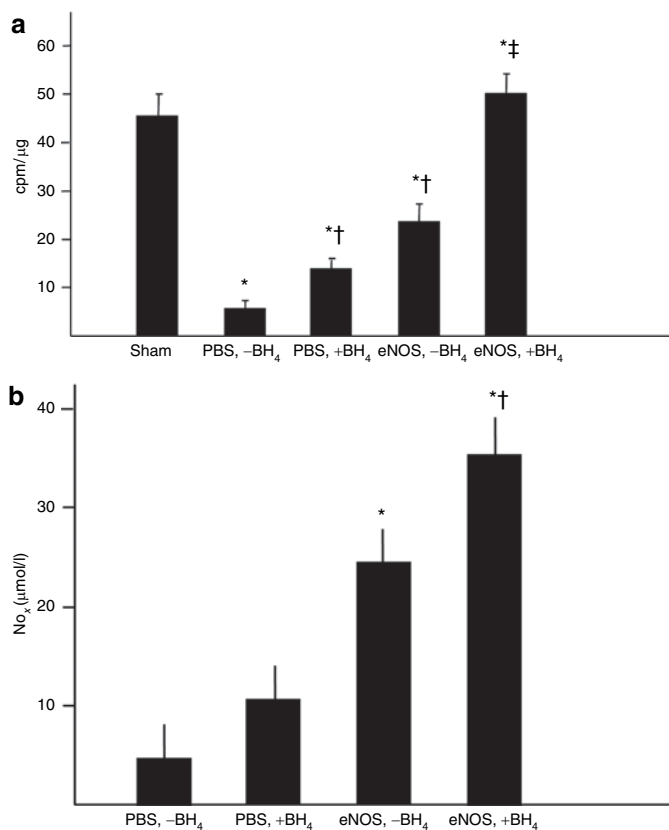 a
60
50
40
30
20
10
cpm/μg
*
*†
*†
*‡
Sham
PBS, –BH₄
PBS, +BH₄
eNOS, –BH₄
eNOS, +BH₄
b
40
30
20
10
Noₓ (μmol/l)
*
*†
PBS, –BH₄
PBS, +BH₄
eNOS, –BH₄
eNOS, +BH₄